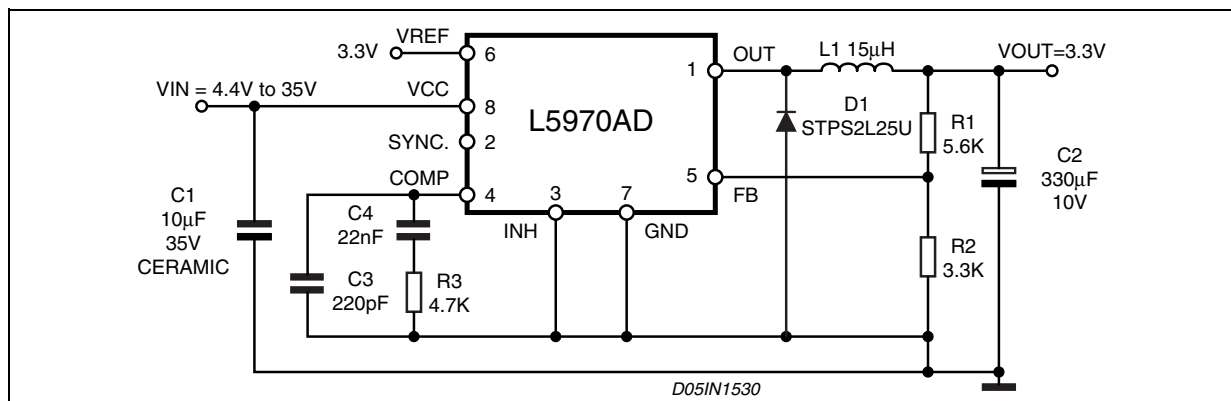 VREF
3.3V
6
VIN = 4.4V to 35V
VCC
8
SYNC.
2
COMP
4
L5970AD
1
OUT
L1 15μH
VOUT=3.3V
D1
STPS2L25U
R1
5.6K
5
FB
3
7
INH
GND
C1
10μF
35V
CERAMIC
C4
22nF
C3
220pF
R3
4.7K
R2
3.3K
C2
330μF
10V
D05IN1530